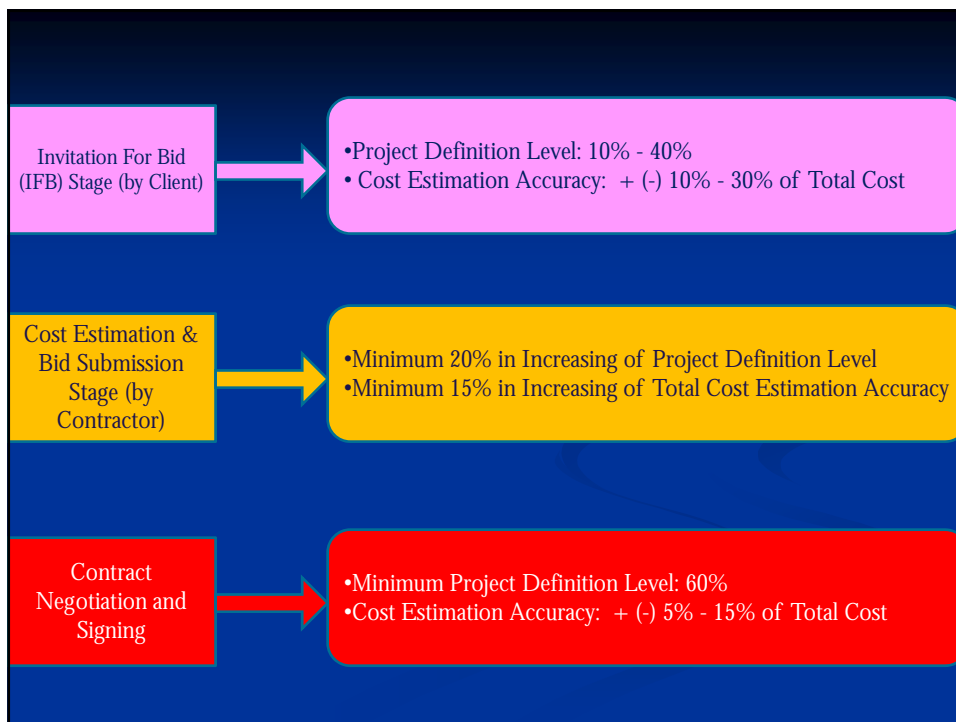 Invitation For Bid
(IFB) Stage (by Client)
•Project Definition Level: 10% - 40%
• Cost Estimation Accuracy: + (-) 10% - 30% of Total Cost
Cost Estimation &
Bid Submission
Stage (by
Contractor)
•Minimum 20% in Increasing of Project Definition Level
•Minimum 15% in Increasing of Total Cost Estimation Accuracy
Contract
Negotiation and
Signing
•Minimum Project Definition Level: 60%
•Cost Estimation Accuracy: + (-) 5% - 15% of Total Cost